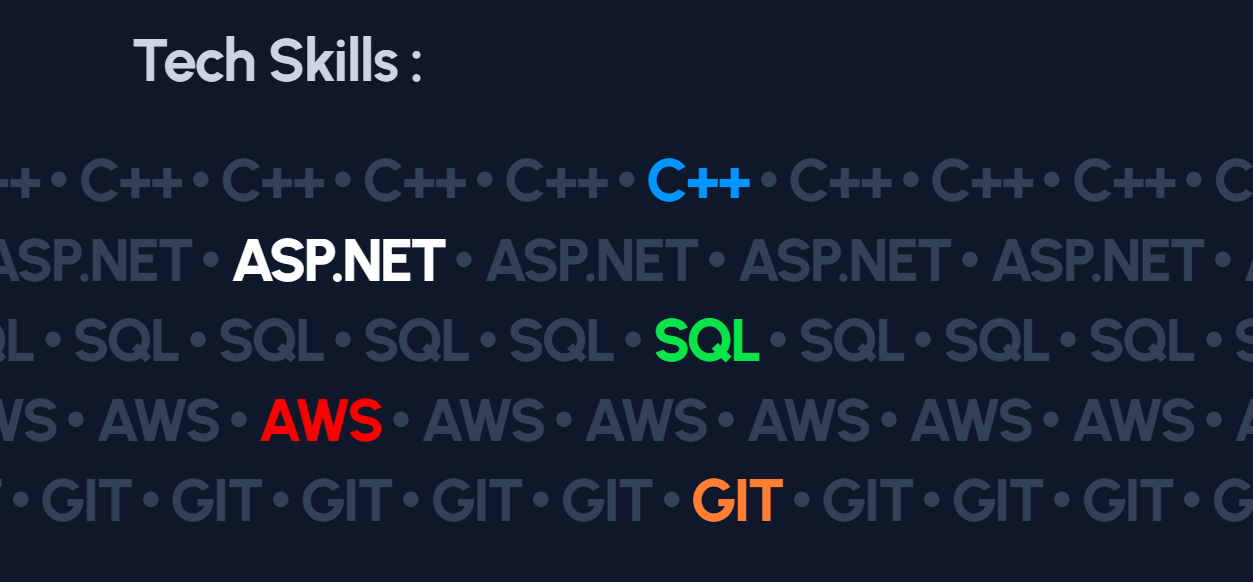 Tech Skills :
++ • C++ • C++ • C++ • C++ • C++ • C++ • C++ • C++ • C
ASP.NET • ASP.NET • ASP.NET • ASP.NET • ASP.NET •
QL • SQL • SQL • SQL • SQL • SQL • SQL • SQL • SQL • S
WS • AWS • AWS • AWS • AWS • AWS • AWS • AWS • A
• GIT • GIT • GIT • GIT • GIT • GIT • GIT • GIT • GIT • G